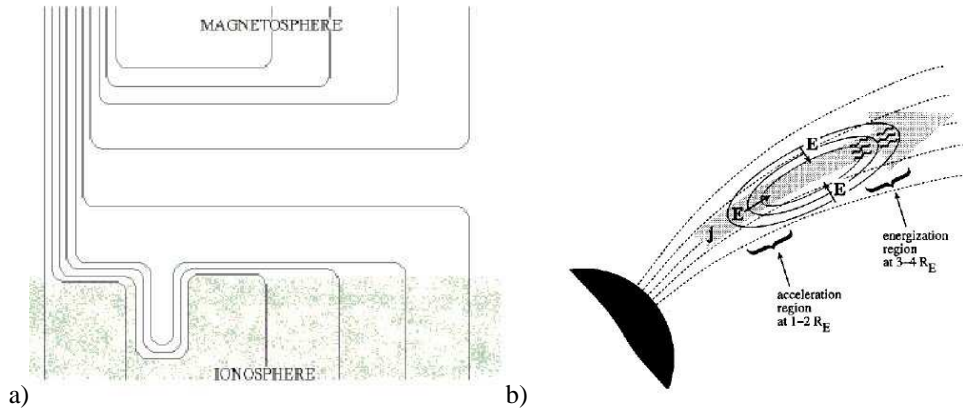 MAGNETOSPHERE
IONOSPHERE
a)
E
E
E
J
energization
region
at 3–4 R_E
acceleration
region
at 1–2 R_E
b)